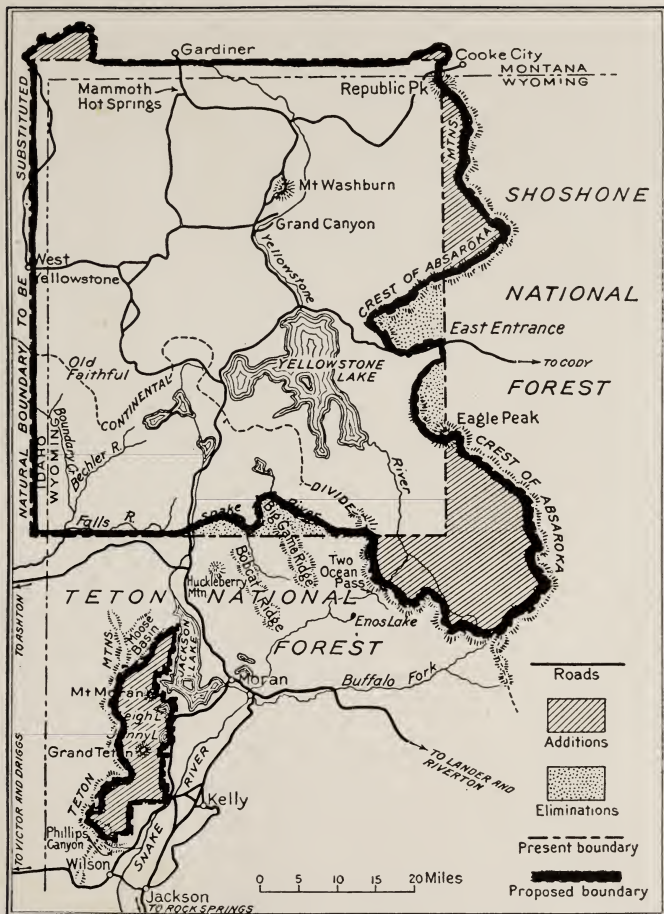 Gardiner
Cooke City
MONTANA
WYOMING
Mammoth
Hot Springs
Republic Pk
MTNS.
NATURAL BOUNDARY TO BE SUBSTITUTED
Mt Washburn
SHOSHONE
Grand Canyon
Yellowstone
West
Yellowstone
CREST OF ABSAROKA
NATIONAL
East Entrance
TO CODY
Old
Faithful
CONTINENTAL
YELLOWSTONE
LAKE
FOREST
Eagle Peak
IDAHO
WYOMING
Boundary Cr.
Bechler R.
River
CREST OF ABSAROKA
DIVIDE
Falls R.
Snake River
Big Game Ridge
Two
Ocean
Pass
Huckleberry
Mtn
Bobcat Ridge
TETON NATIONAL
FOREST
Enos Lake
TO ASHTON
MTNS.
Moose
Basin
JACKSON
LAKE
Moran
Buffalo Fork
Roads
Mt Moran
eigh L
nny L
Grand Teton
Additions
TO LANDER AND
RIVERTON
RIVER
Eliminations
TO VICTOR AND DRIGGS
TETON
Kelly
Phillips
Canyon
SNAKE
Present boundary
Wilson
0 5 10 15 20 Miles
Proposed boundary
Jackson
TO ROCK SPRINGS